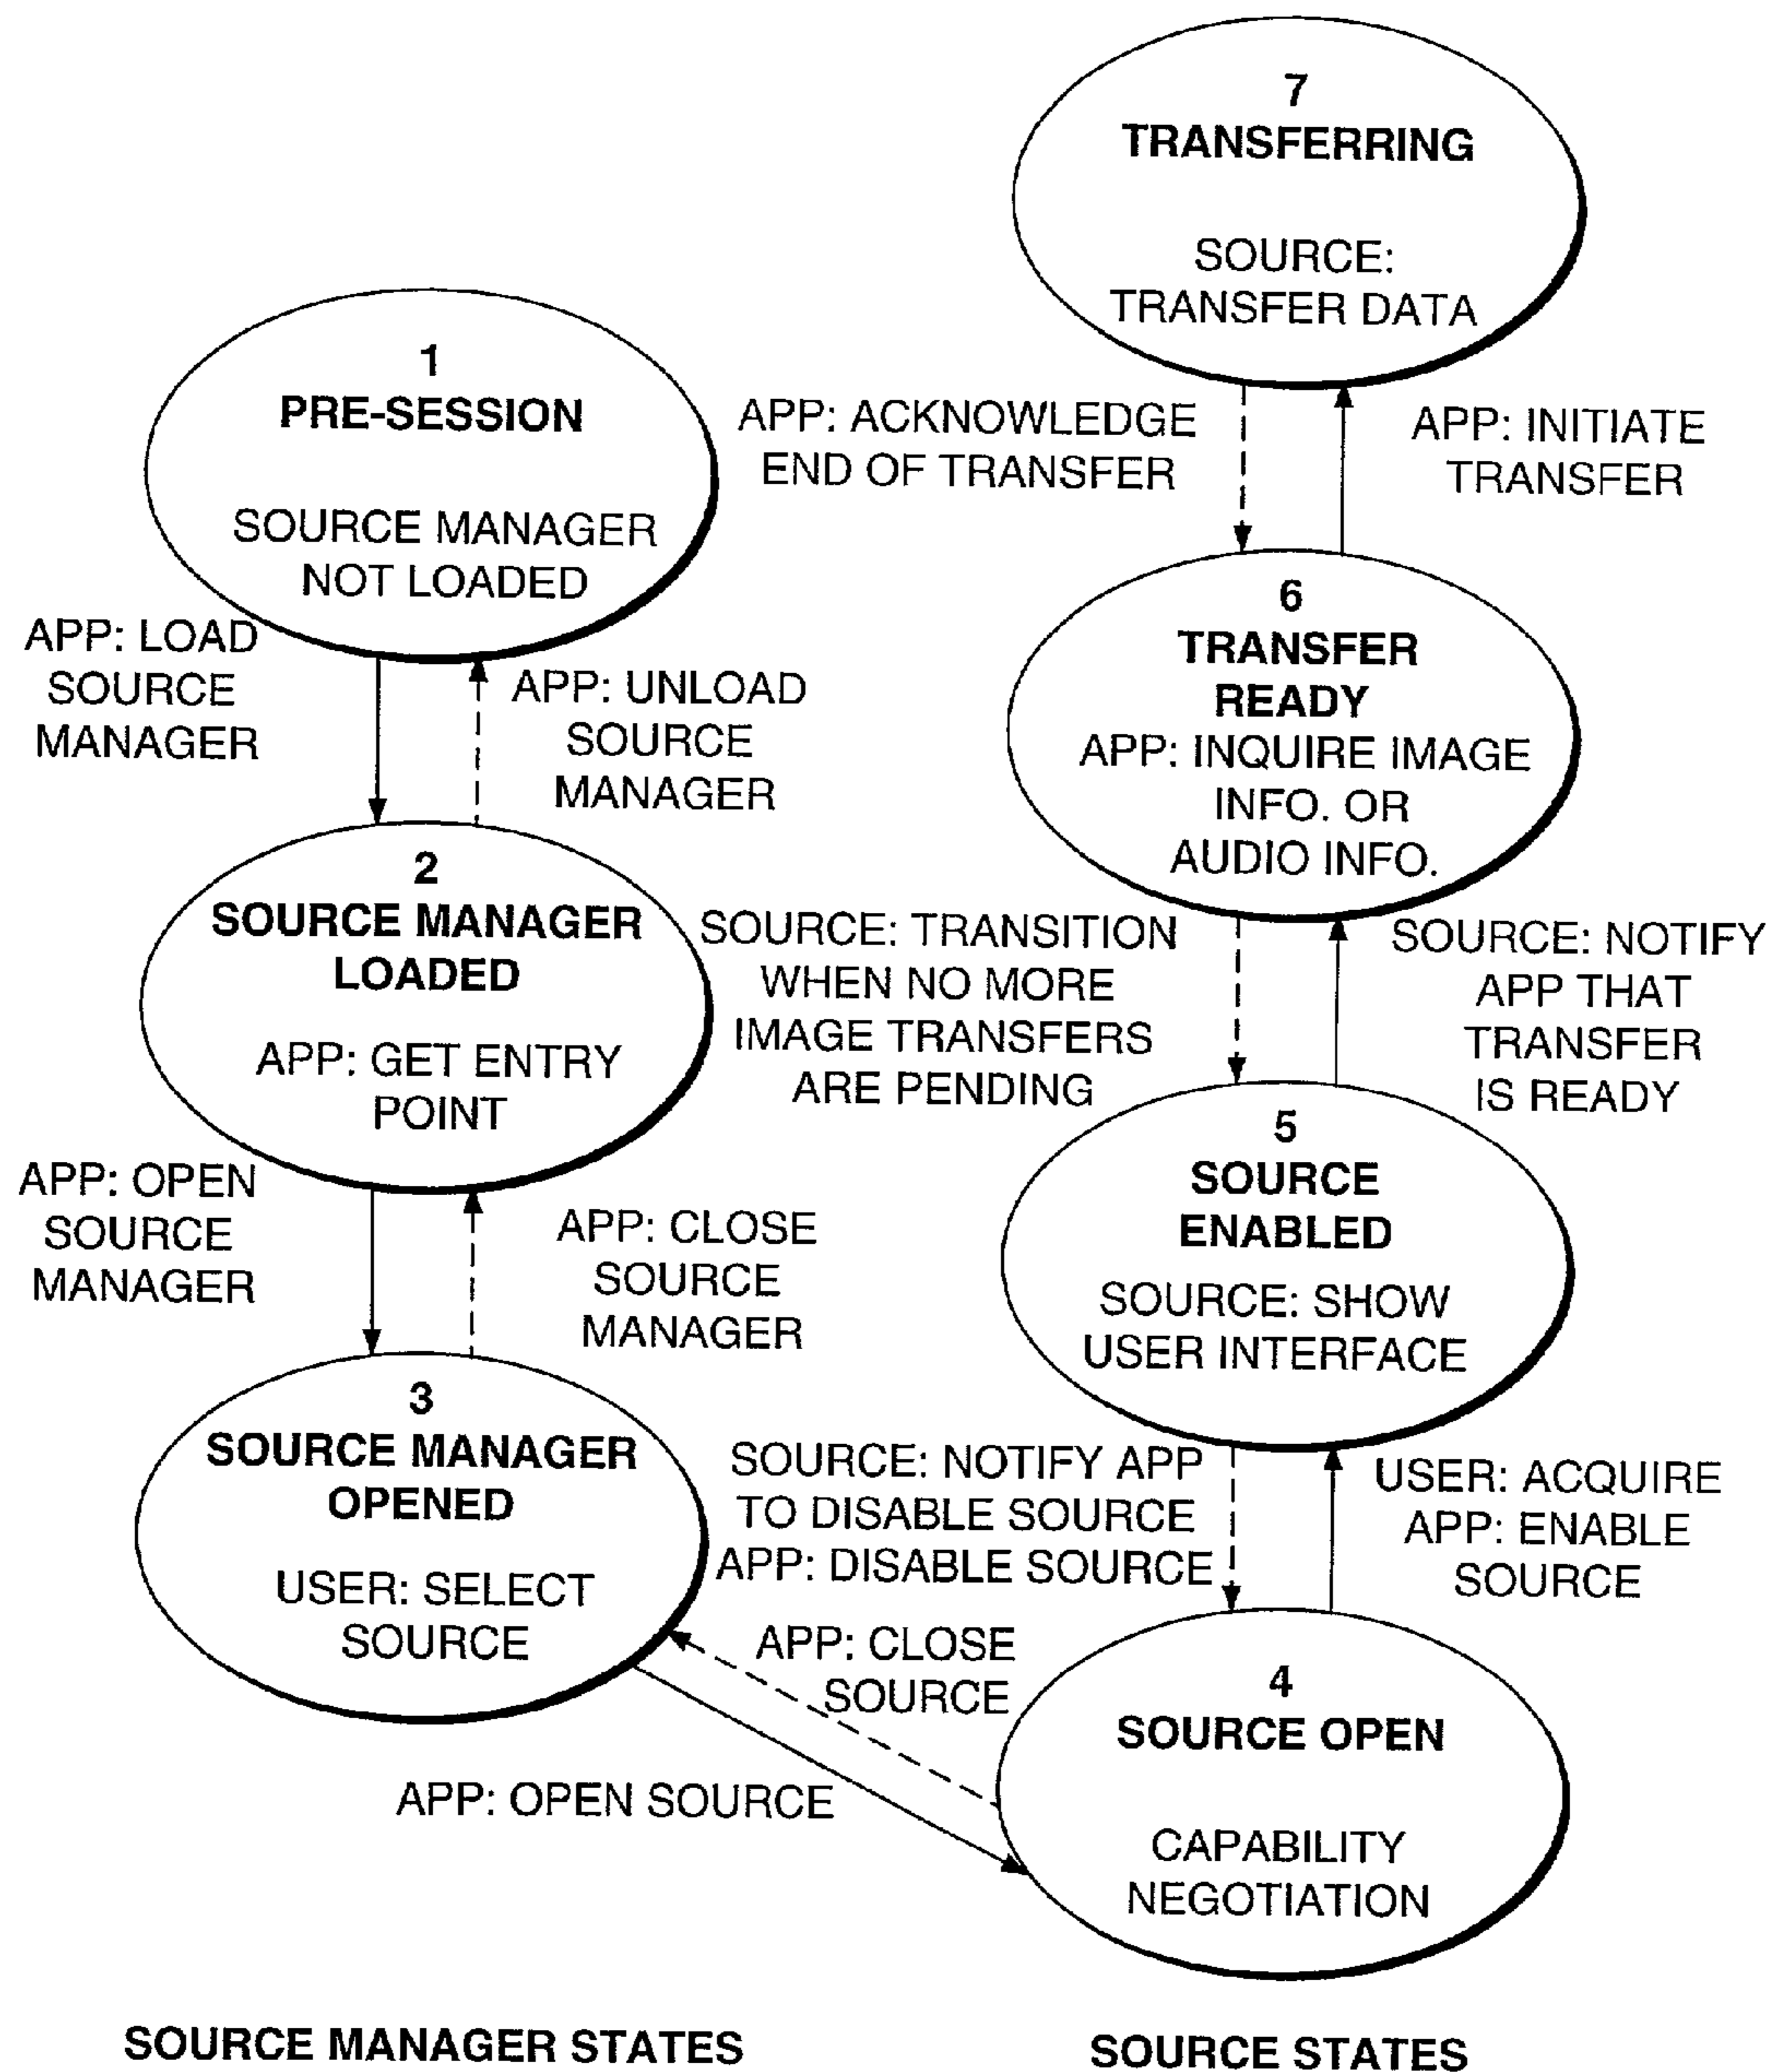 1
PRE-SESSION
SOURCE MANAGER
NOT LOADED
APP: LOAD
SOURCE
MANAGER
APP: UNLOAD
SOURCE
MANAGER
2
SOURCE MANAGER
LOADED
APP: GET ENTRY
POINT
APP: OPEN
SOURCE
MANAGER
APP: CLOSE
SOURCE
MANAGER
3
SOURCE MANAGER
OPENED
USER: SELECT
SOURCE
APP: CLOSE
SOURCE
APP: OPEN SOURCE
SOURCE MANAGER STATES
7
TRANSFERRING
SOURCE:
TRANSFER DATA
APP: ACKNOWLEDGE
END OF TRANSFER
APP: INITIATE
TRANSFER
6
TRANSFER
READY
APP: INQUIRE IMAGE
INFO. OR
AUDIO INFO.
SOURCE: TRANSITION
WHEN NO MORE
IMAGE TRANSFERS
ARE PENDING
SOURCE: NOTIFY
APP THAT
TRANSFER
IS READY
5
SOURCE
ENABLED
SOURCE: SHOW
USER INTERFACE
SOURCE: NOTIFY APP
TO DISABLE SOURCE
APP: DISABLE SOURCE
USER: ACQUIRE
APP: ENABLE
SOURCE
4
SOURCE OPEN
CAPABILITY
NEGOTIATION
SOURCE STATES